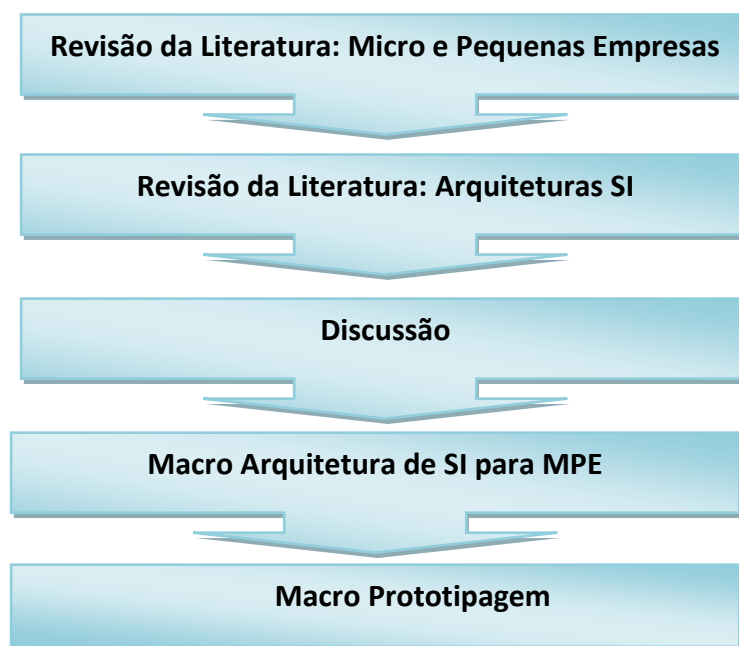 Revisão da Literatura: Micro e Pequenas Empresas
Revisão da Literatura: Arquiteturas SI
Discussão
Macro Arquitetura de SI para MPE
Macro Prototipagem